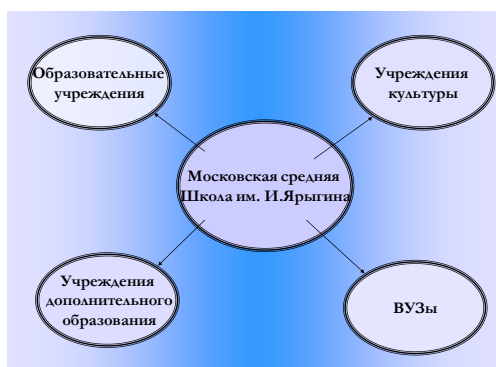 Образовательные
учреждения
Учреждения
культуры
Московская средняя
Школа им. И.Ярыгина
Учреждения
дополнительного
образования
ВУЗы